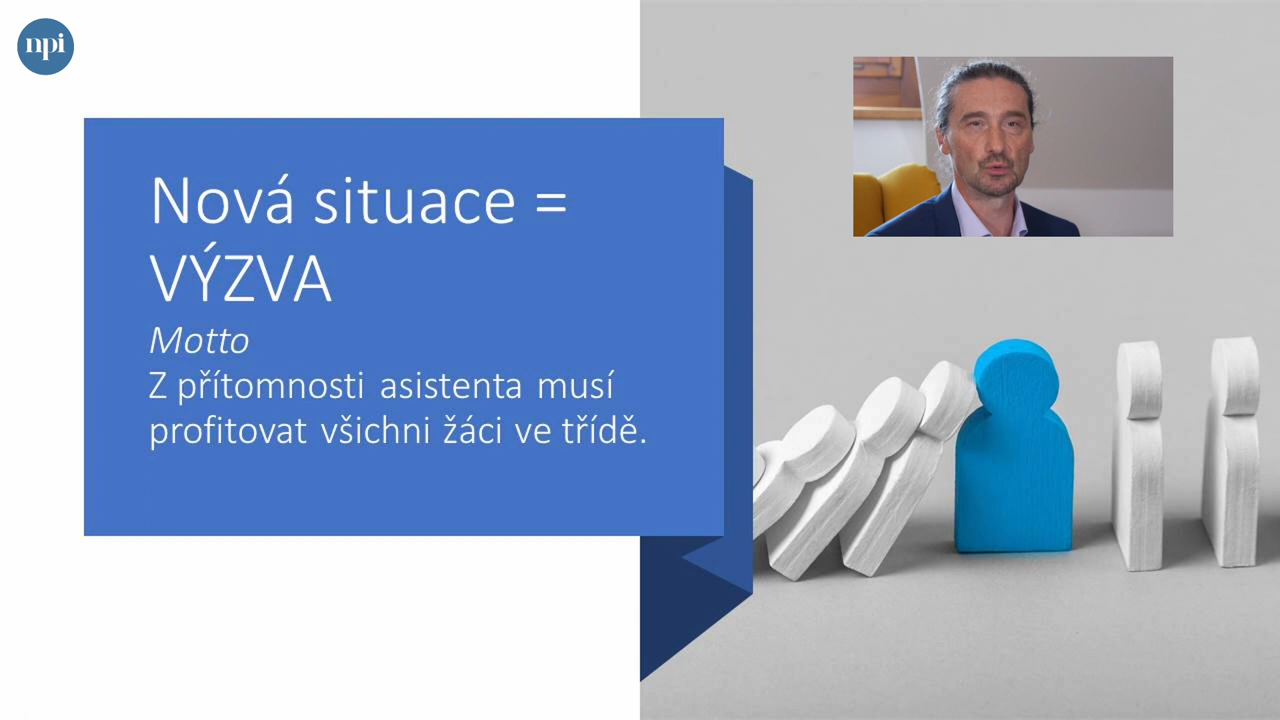 npi
Nová situace =
VÝZVA
Motto
Z přítomnosti asistenta musí
profitovat všichni žáci ve třídě.